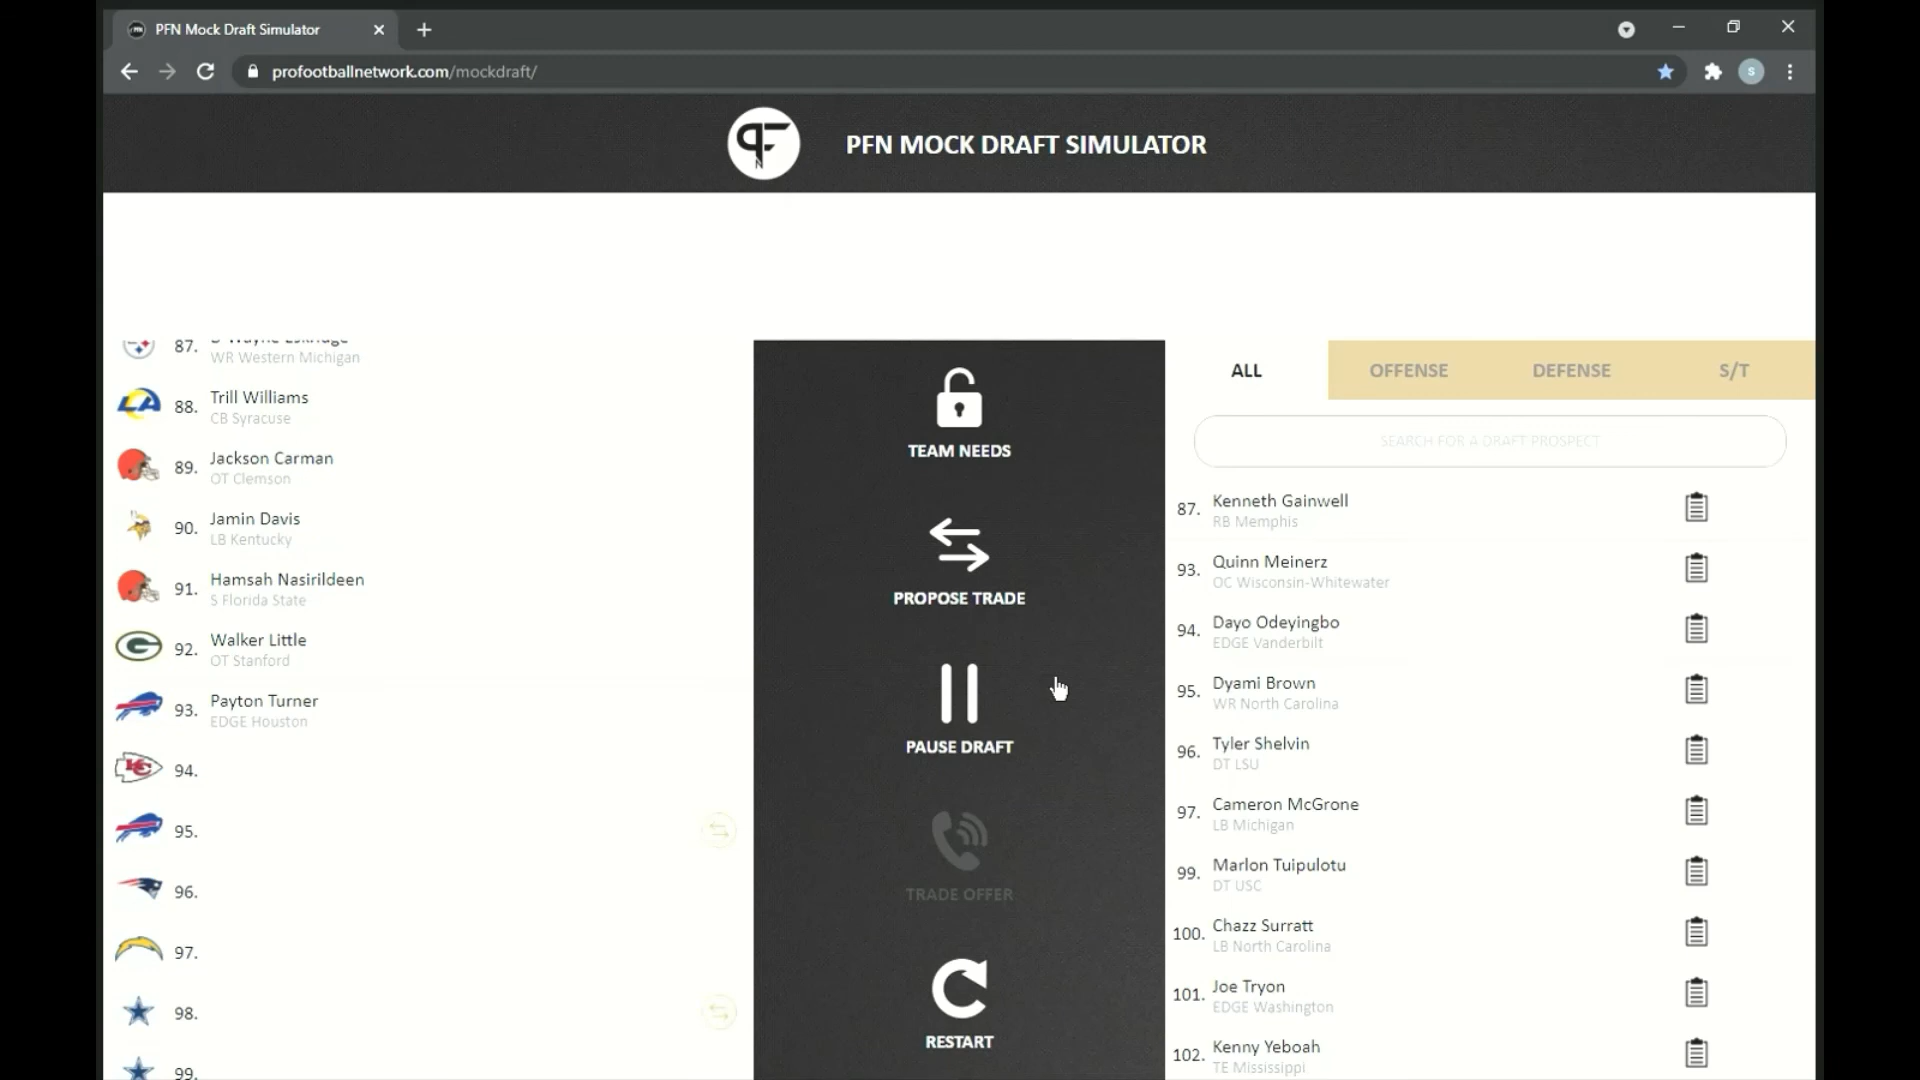 PFN Mock Draft Simulator
profootballnetwork.com/mockdraft/
S
PFN MOCK DRAFT SIMULATOR
87.
WR Western Michigan
88. Trill Williams
CB Syracuse
89. Jackson Carman
OT Clemson
90. Jamin Davis
LB Kentucky
91. Hamsah Nasirildeen
S Florida State
92. Walker Little
OT Stanford
93. Payton Turner
EDGE Houston
94.
95.
96.
97.
98.
99.
TEAM NEEDS
PROPOSE TRADE
PAUSE DRAFT
TRADE OFFER
RESTART
ALL OFFENSE DEFENSE S/T
SEARCH FOR A DRAFT PROSPECT
87. Kenneth Gainwell
RB Memphis
93. Quinn Meinerz
OC Wisconsin-Whitewater
94. Dayo Odeyingbo
EDGE Vanderbilt
95. Dyami Brown
WR North Carolina
96. Tyler Shelvin
DT LSU
97. Cameron McGrone
LB Michigan
99. Marlon Tuipulotu
DT USC
100. Chazz Surratt
LB North Carolina
101. Joe Tryon
EDGE Washington
102. Kenny Yeboah
TE Mississippi